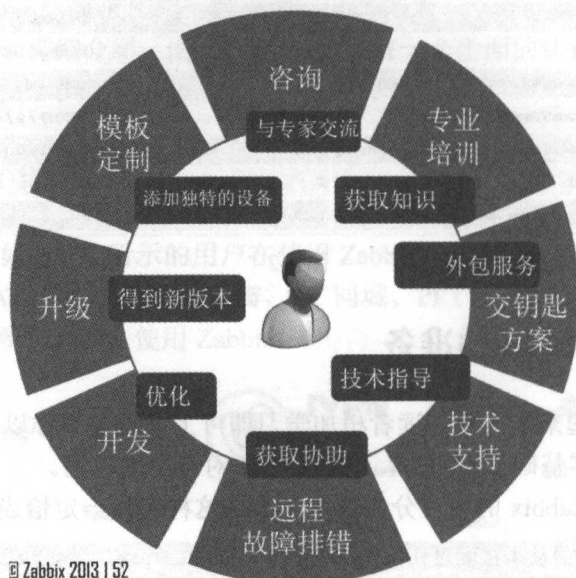 咨询
与专家交流
专业
培训
获取知识
外包服务
交钥匙
方案
技术指导
技术
支持
获取协助
远程
故障排错
优化
开发
得到新版本
升级
添加独特的设备
模板
定制
© Zabbix 2013 | 52